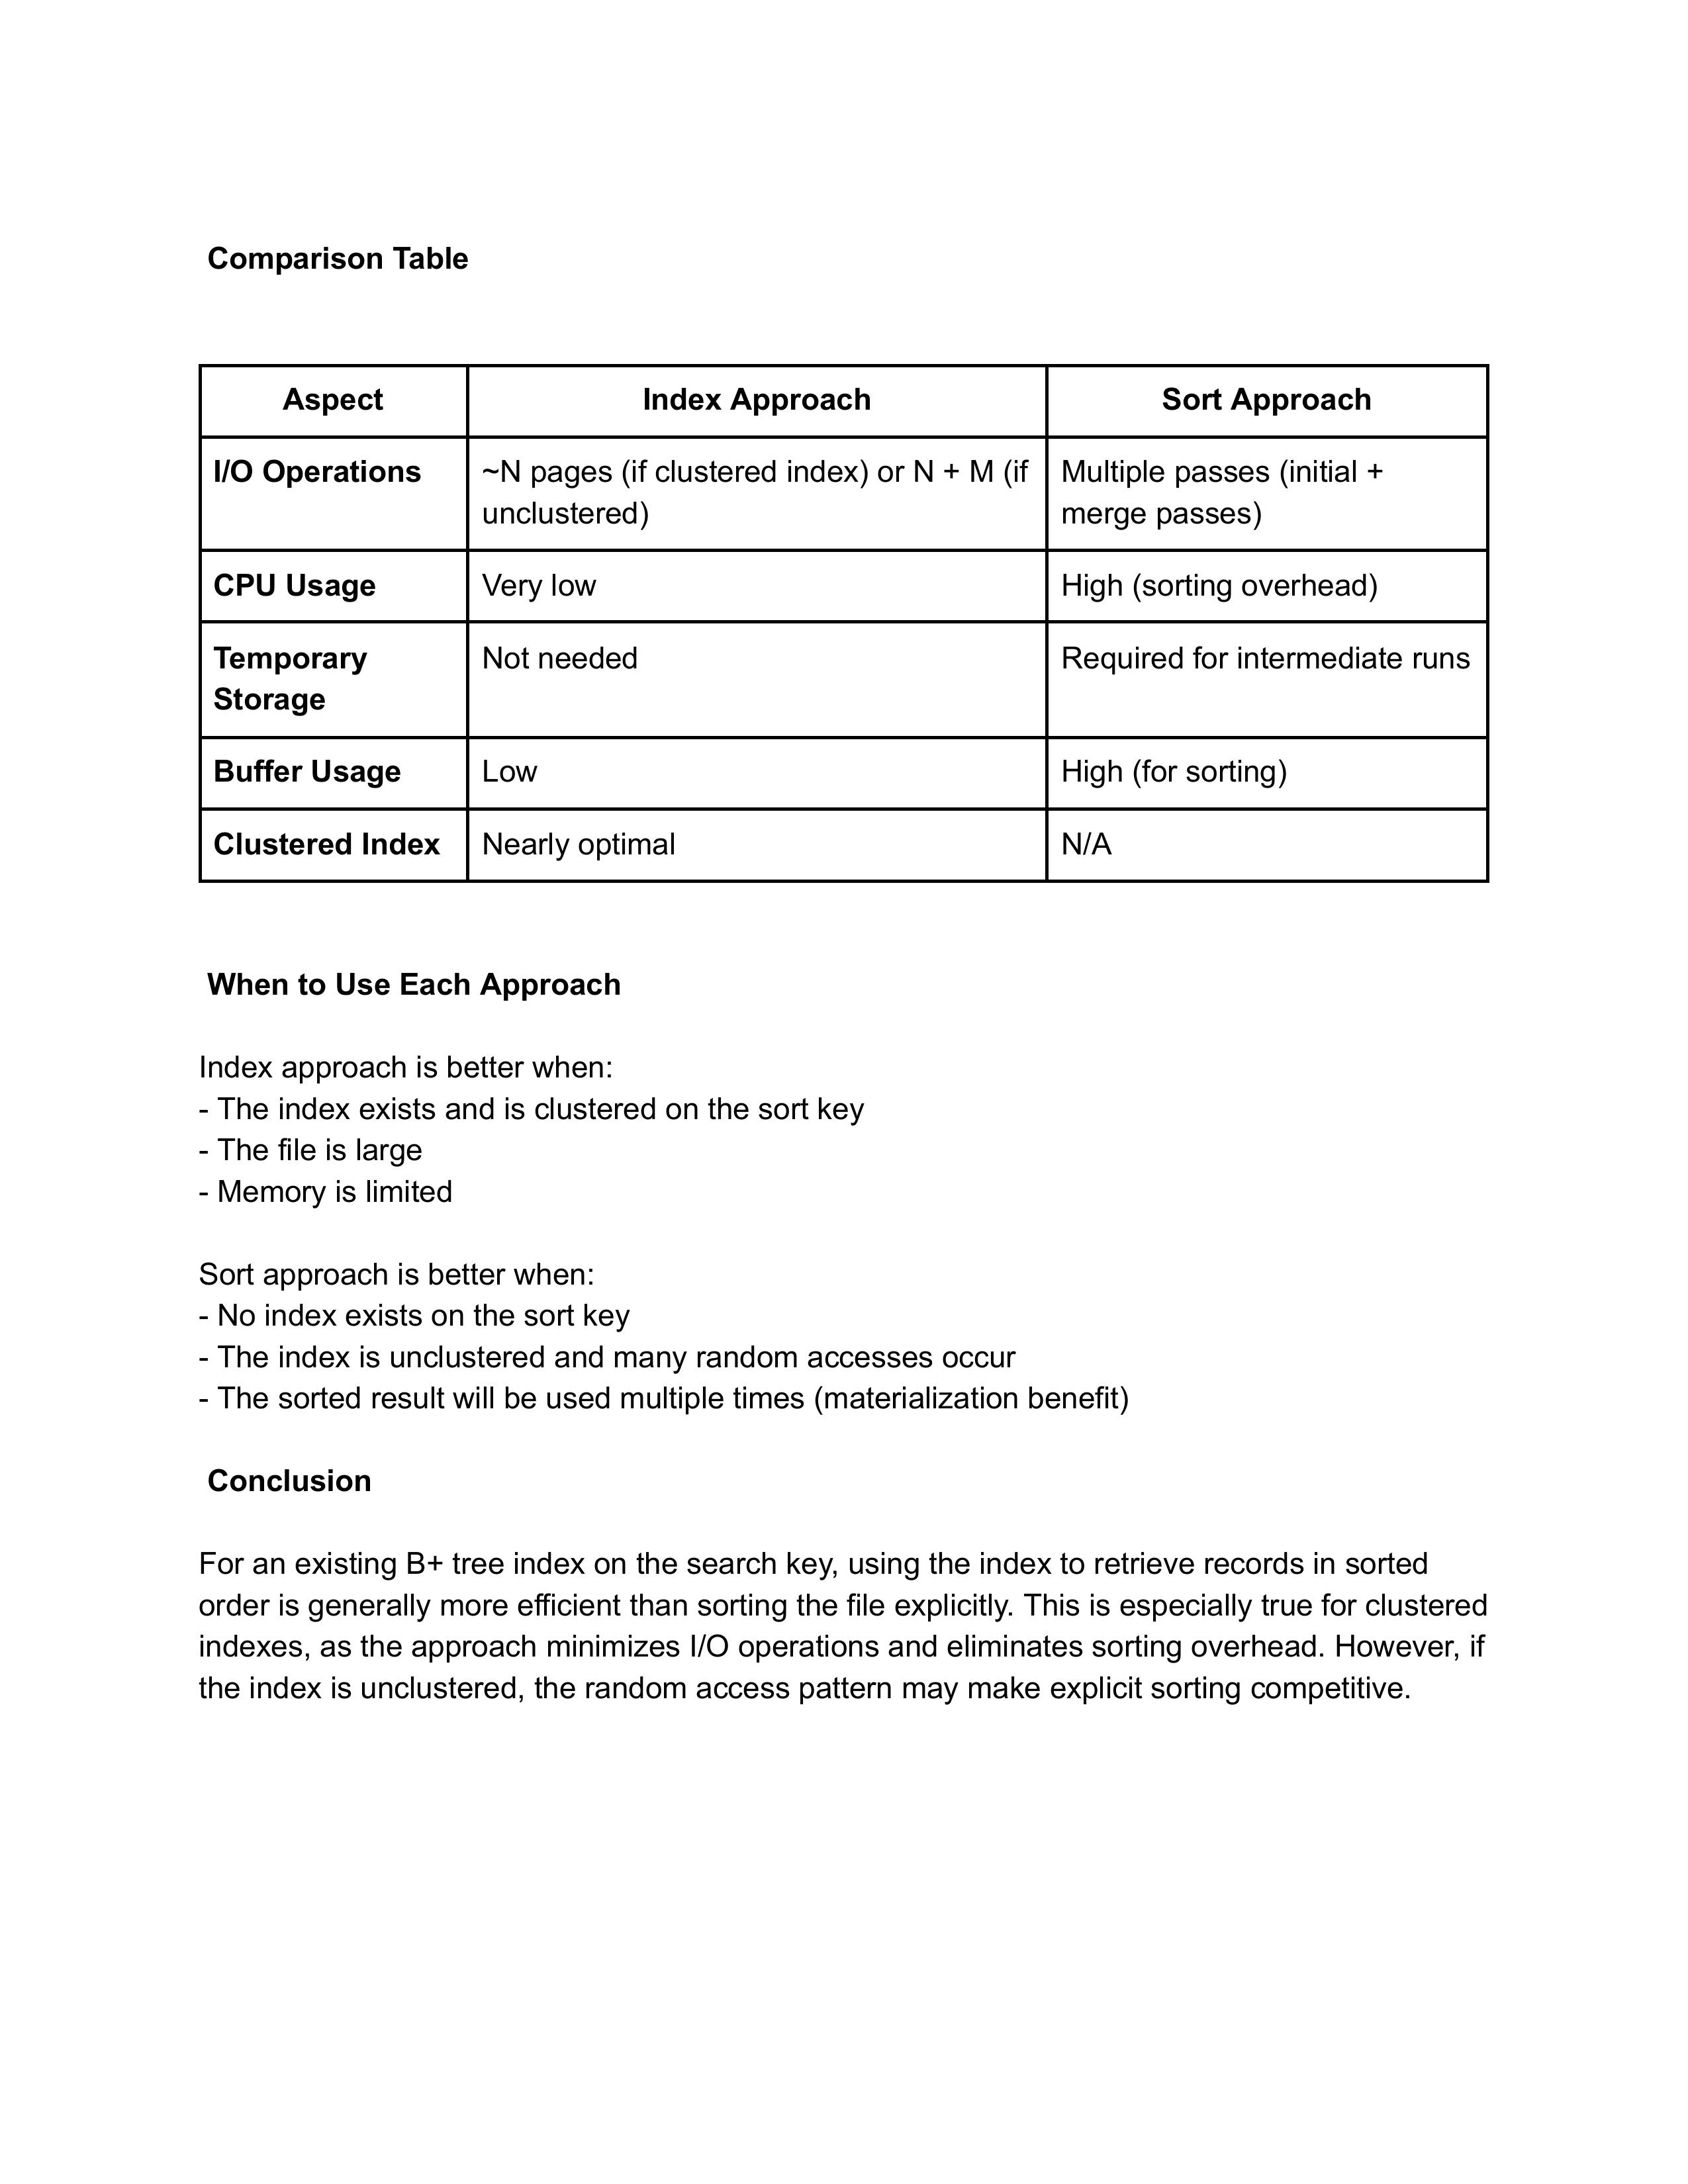 Comparison Table
Aspect
Index Approach
Sort Approach
I/O Operations
~N pages (if clustered index) or N + M (if
unclustered)
Multiple passes (initial +
merge passes)
CPU Usage
Very low
High (sorting overhead)
Temporary
Storage
Not needed
Required for intermediate runs
Buffer Usage
Low
High (for sorting)
Clustered Index
Nearly optimal
N/A
When to Use Each Approach
Index approach is better when:
- The index exists and is clustered on the sort key
- The file is large
- Memory is limited
Sort approach is better when:
- No index exists on the sort key
- The index is unclustered and many random accesses occur
- The sorted result will be used multiple times (materialization benefit)
Conclusion
For an existing B+ tree index on the search key, using the index to retrieve records in sorted
order is generally more efficient than sorting the file explicitly. This is especially true for clustered
indexes, as the approach minimizes I/O operations and eliminates sorting overhead. However, if
the index is unclustered, the random access pattern may make explicit sorting competitive.